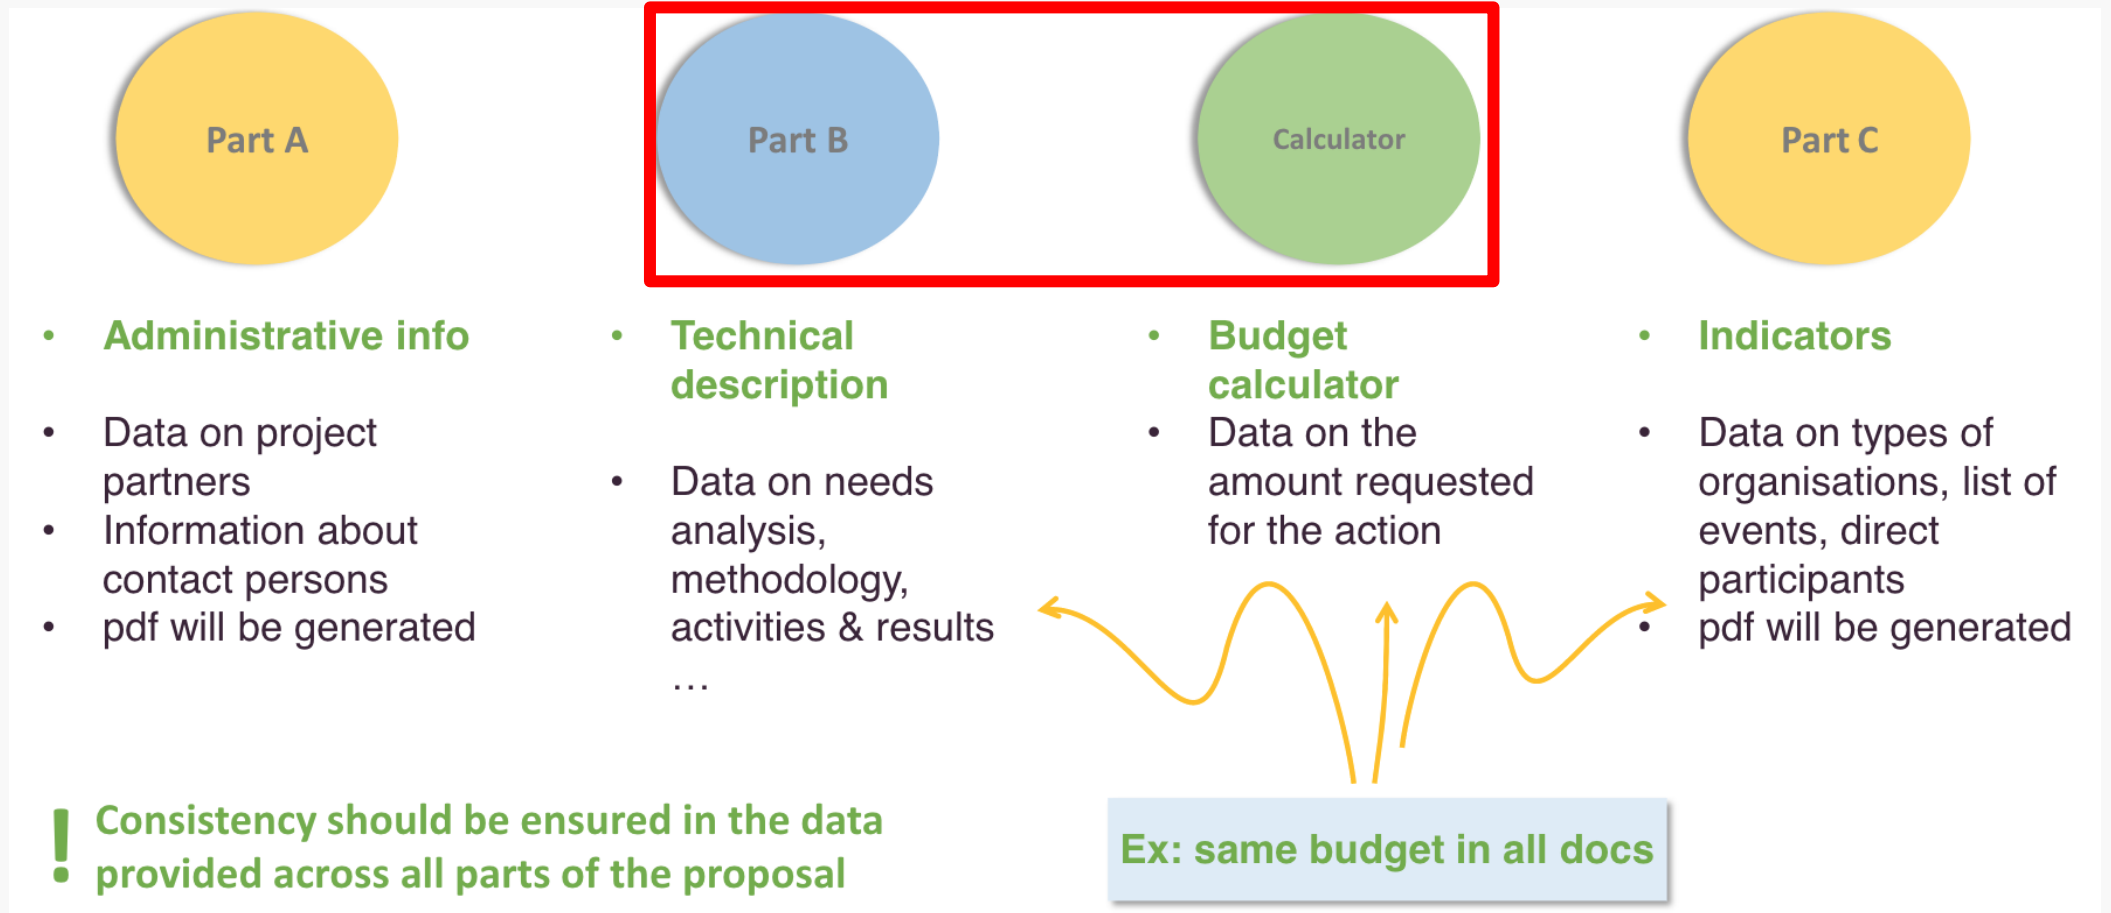 Part A
Part B
Calculator
Part C
• Administrative info
• Data on project
partners
• Information about
contact persons
• pdf will be generated
• Technical
description
• Data on needs
analysis,
methodology,
activities & results
…
• Budget
calculator
• Data on the
amount requested
for the action
• Indicators
• Data on types of
organisations, list of
events, direct
participants
• pdf will be generated
! Consistency should be ensured in the data
provided across all parts of the proposal
Ex: same budget in all docs